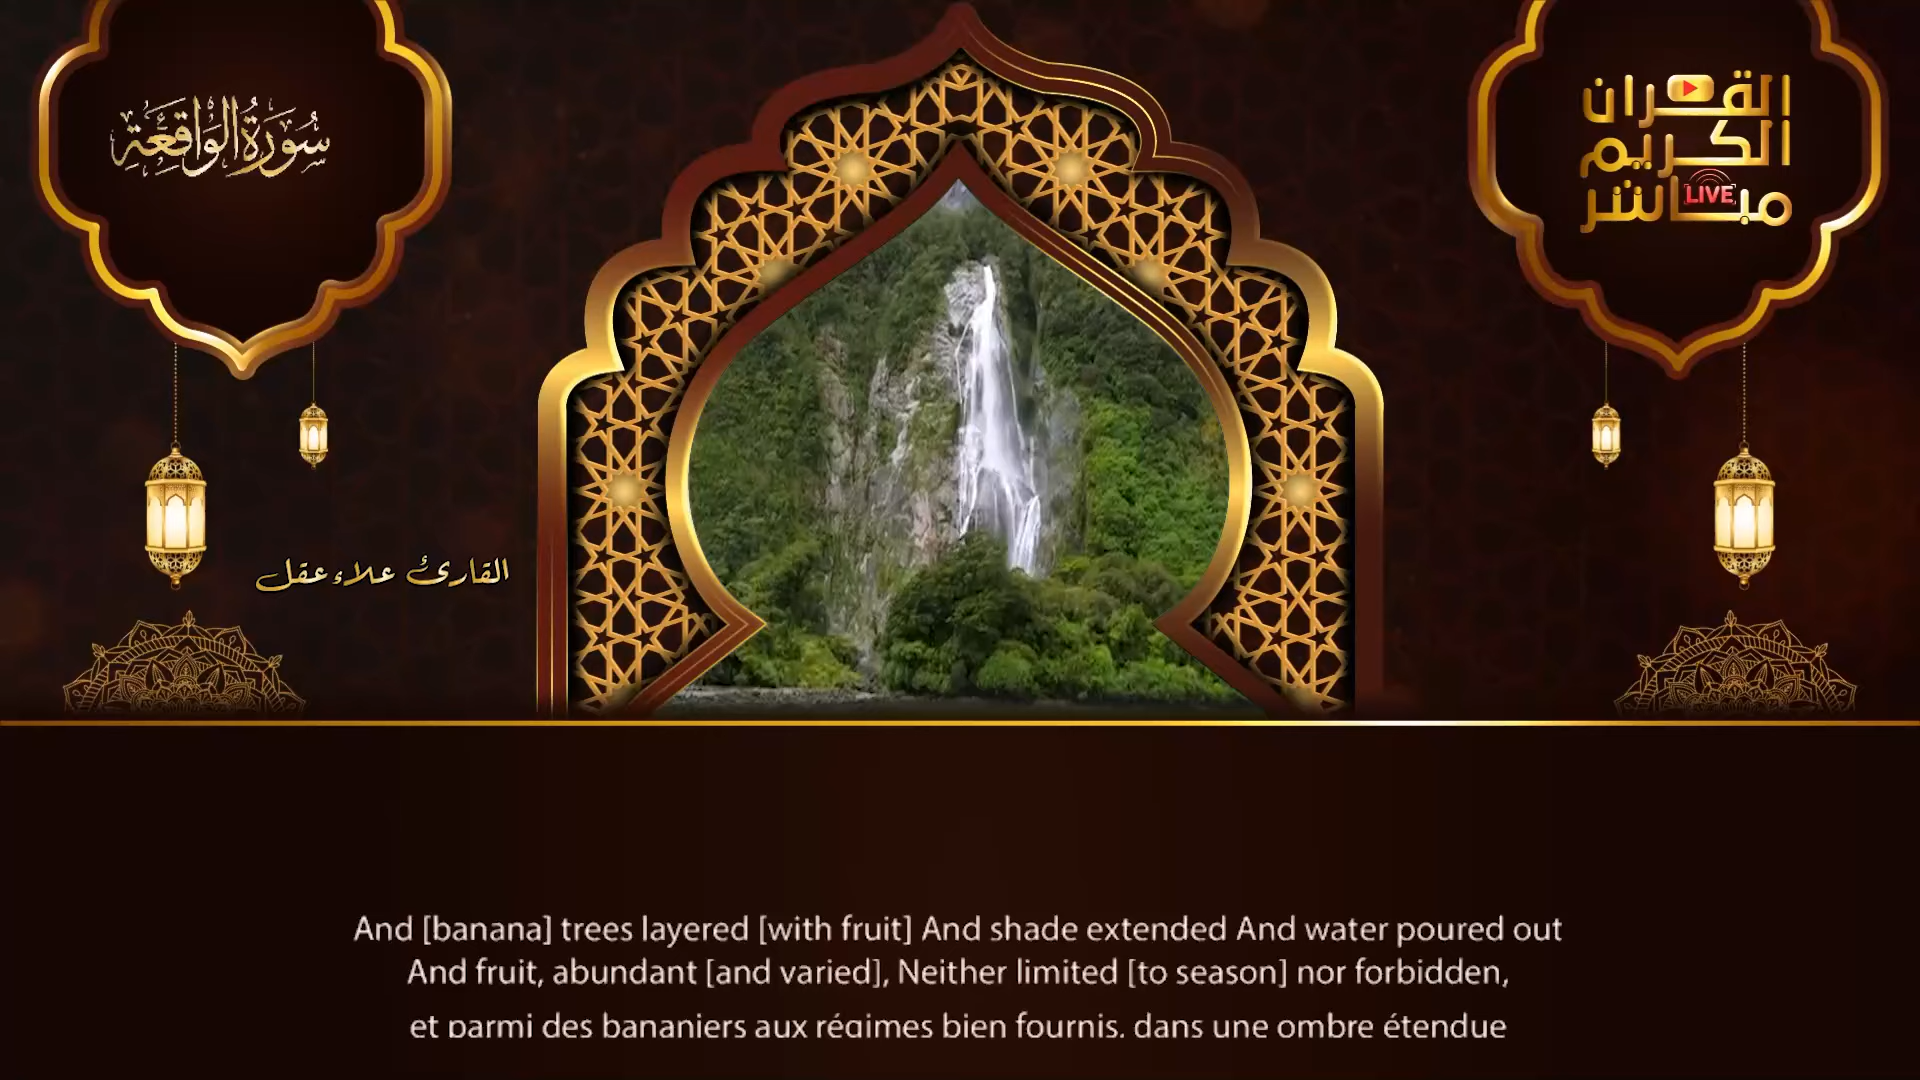 سُورَةُ الوَاقِعَةِ
القران
الكريم
مباشر
LIVE
القارئ علاء عقل
And [banana] trees layered [with fruit] And shade extended And water poured out
And fruit, abundant [and varied], Neither limited [to season] nor forbidden,
et parmi des bananiers aux régimes bien fournis, dans une ombre étendue